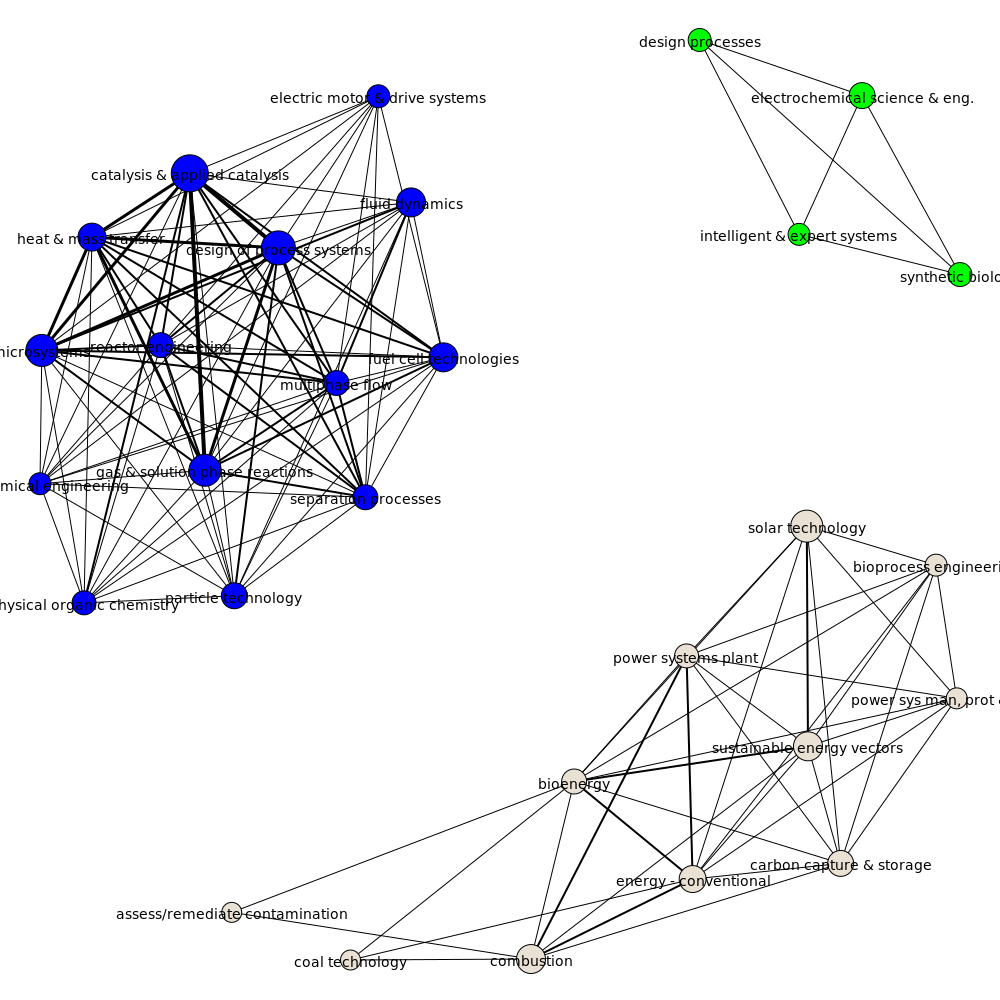 design processes
electric motor & drive systems
electrochemical science & eng.
catalysis & applied catalysis
fluid dynamics
intelligent & expert systems
heat & mass transfer
design of process systems
synthetic biolo
microsystems
reactor engineering
fuel cell technologies
multiphase flow
gas & solution phase reactions
mical engineering
separation processes
solar technology
bioprocess engineeri
particle technology
hysical organic chemistry
power systems plant
power sys man, prot &
sustainable energy vectors
bioenergy
carbon capture & storage
energy - conventional
assess/remediate contamination
coal technology
combustion